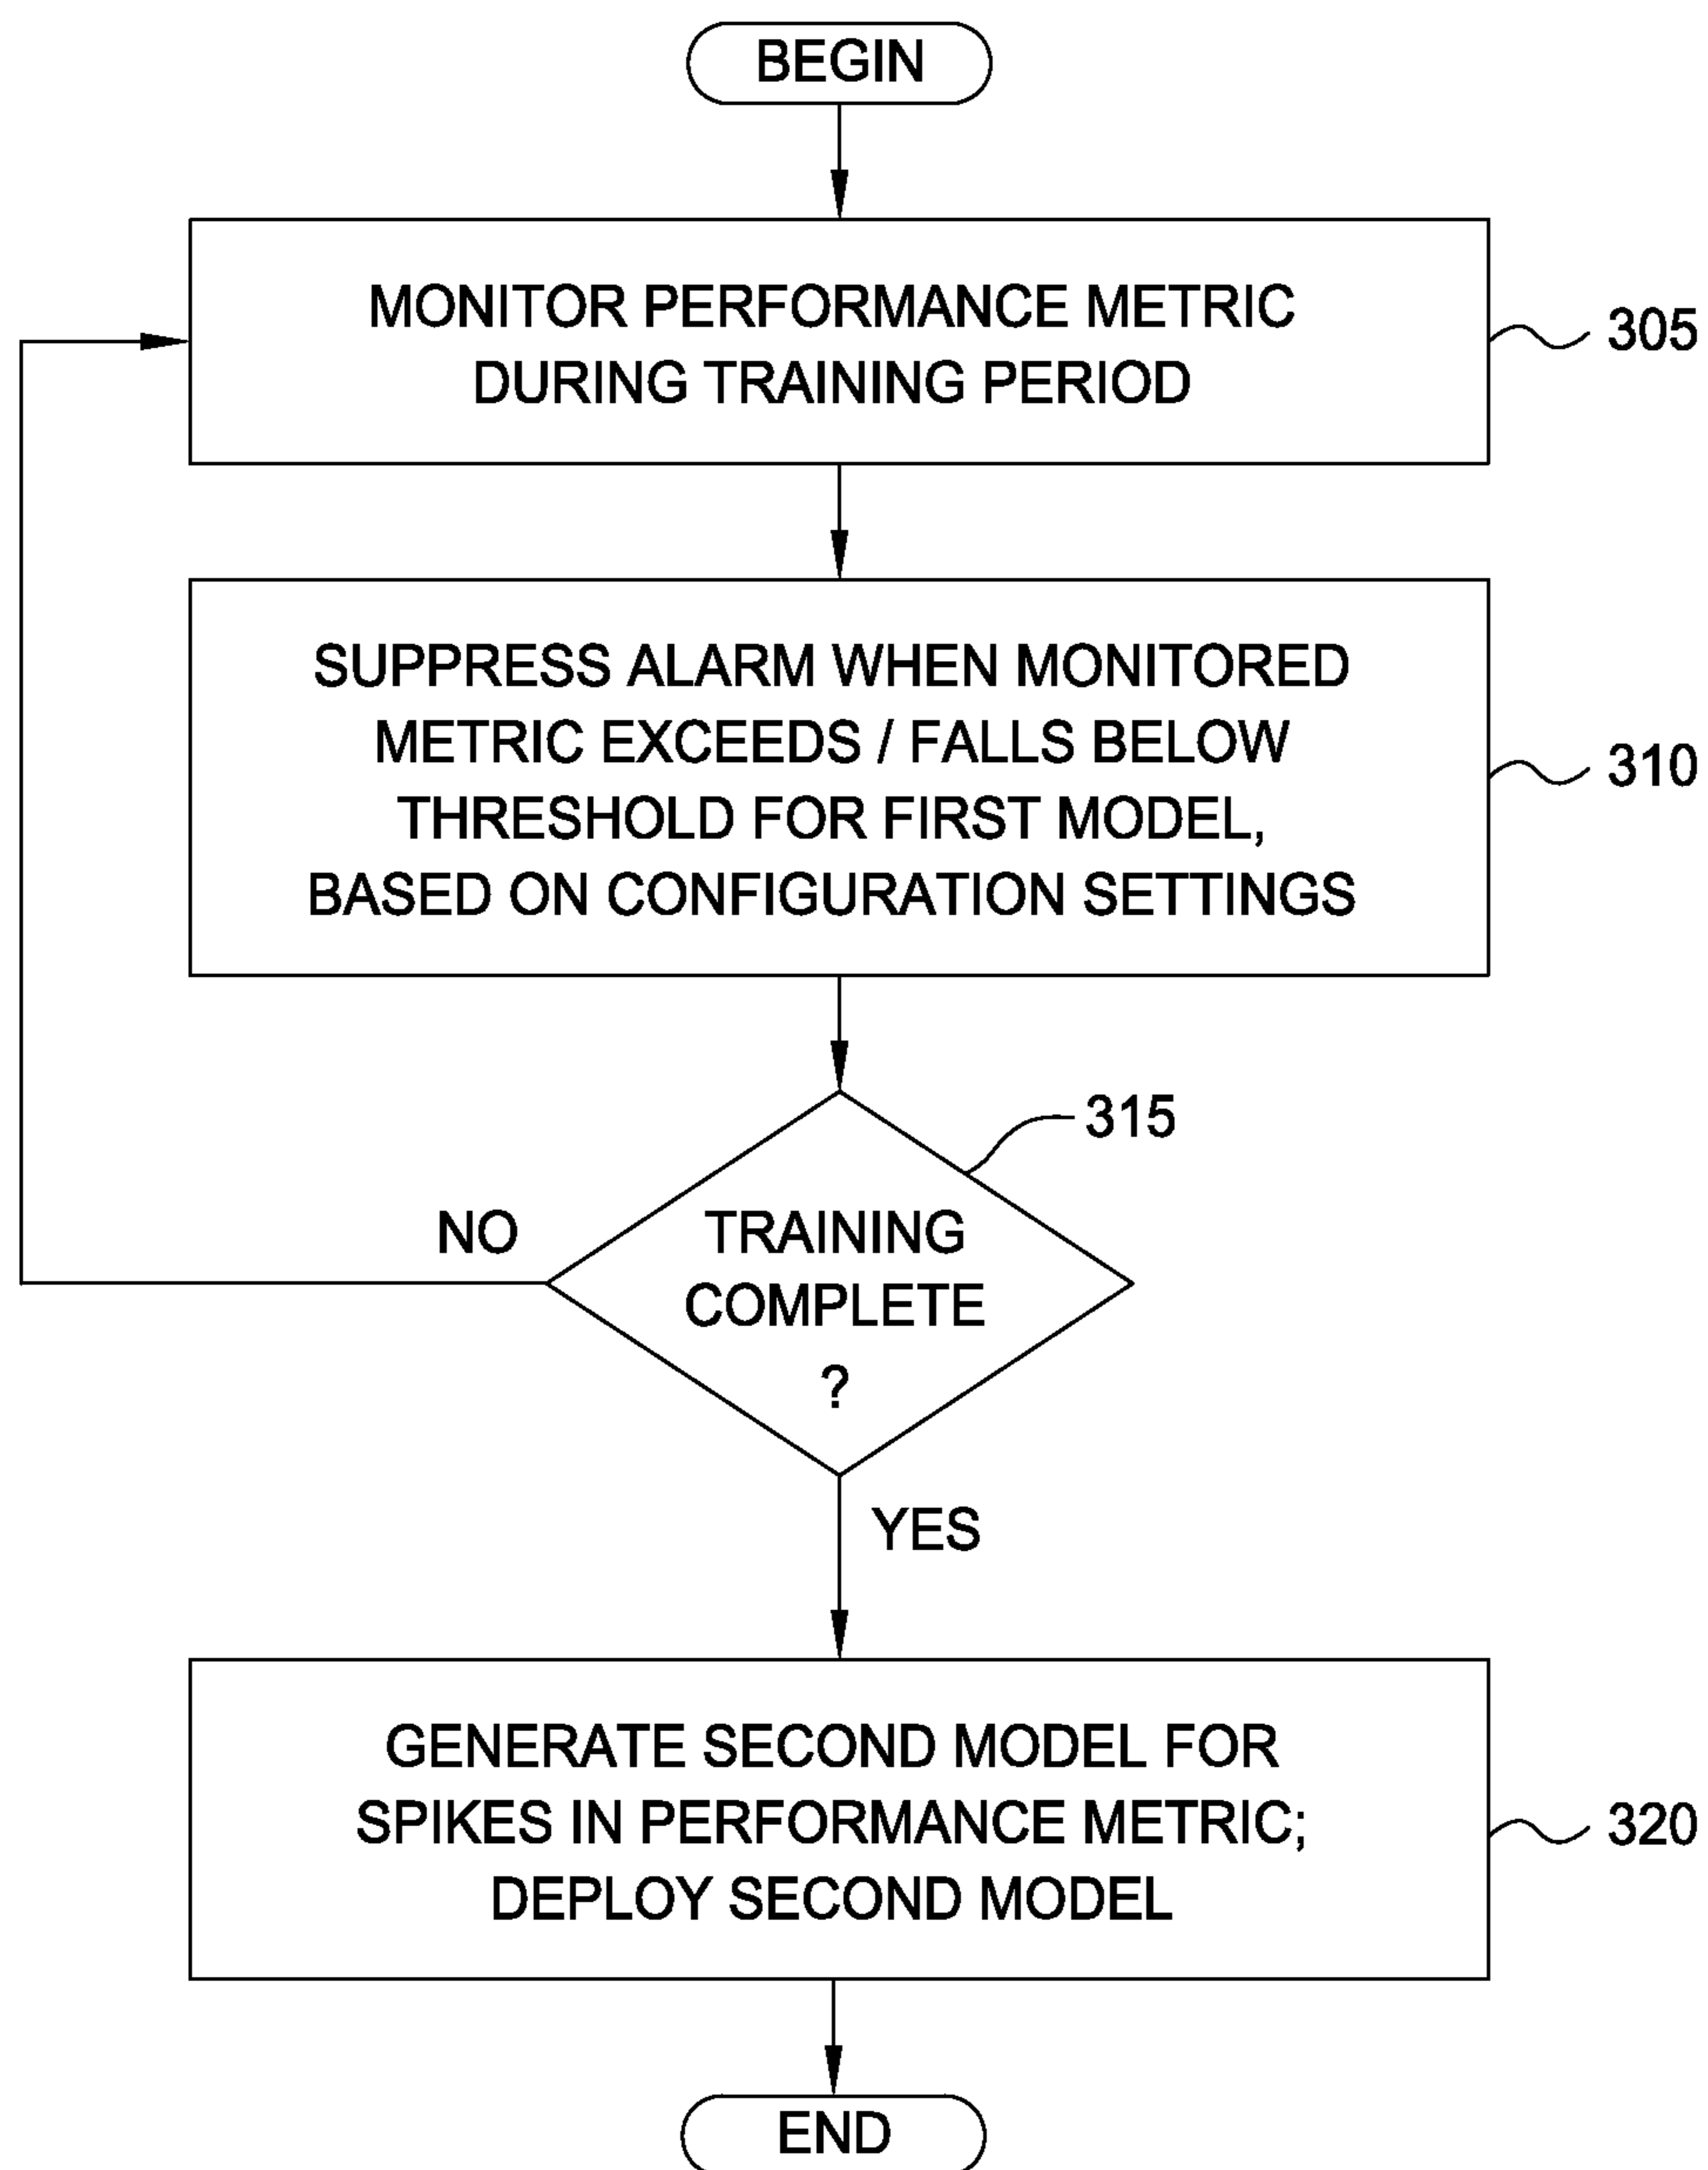 BEGIN
MONITOR PERFORMANCE METRIC
DURING TRAINING PERIOD
305
SUPPRESS ALARM WHEN MONITORED
METRIC EXCEEDS / FALLS BELOW
THRESHOLD FOR FIRST MODEL,
BASED ON CONFIGURATION SETTINGS
310
315
NO
TRAINING
COMPLETE
?
YES
GENERATE SECOND MODEL FOR
SPIKES IN PERFORMANCE METRIC;
DEPLOY SECOND MODEL
320
END